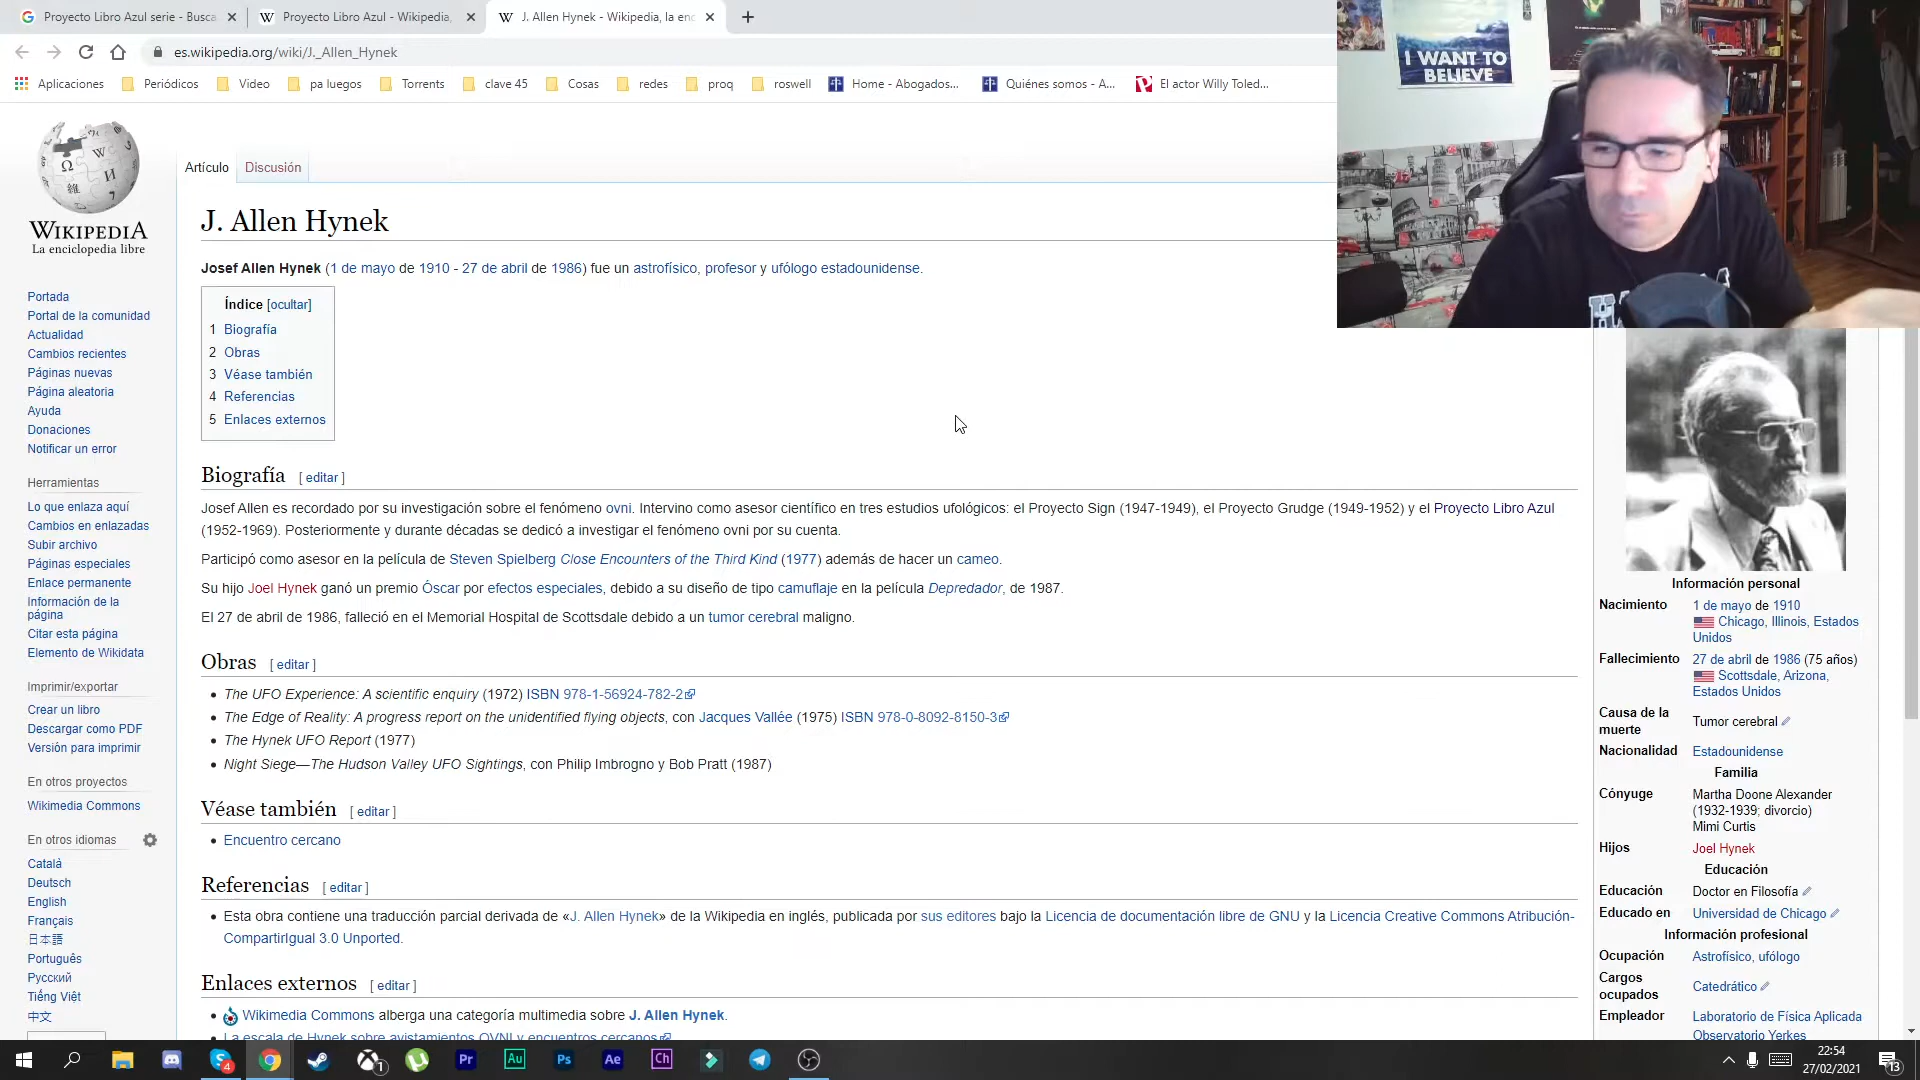 Proyecto Libro Azul serie - Busca
Proyecto Libro Azul - Wikipedia,
J. Allen Hynek - Wikipedia, la enc
es.wikipedia.org/wiki/J._Allen_Hynek
Aplicaciones
Periódicos
Video
pa luegos
Torrents
clave 45
Cosas
redes
proq
roswell
Home - Abogados...
Quiénes somos - A...
El actor Willy Toled...
I WANT TO
BELIEVE
WIKIPEDIA
La enciclopedia libre
Artículo
Discusión
J. Allen Hynek
Josef Allen Hynek (1 de mayo de 1910 - 27 de abril de 1986) fue un astrofísico, profesor y ufólogo estadounidense.
Índice [ocultar]
1 Biografía
2 Obras
3 Véase también
4 Referencias
5 Enlaces externos
Portada
Portal de la comunidad
Actualidad
Cambios recientes
Páginas nuevas
Página aleatoria
Ayuda
Donaciones
Notificar un error
Herramientas
Lo que enlaza aquí
Cambios en enlazadas
Subir archivo
Páginas especiales
Enlace permanente
Información de la
página
Citar esta página
Elemento de Wikidata
Imprimir/exportar
Crear un libro
Descargar como PDF
Versión para imprimir
En otros proyectos
Wikimedia Commons
En otros idiomas
Català
Deutsch
English
Français
日本語
Português
Русский
Tiếng Việt
中文
Biografía [ editar ]
Josef Allen es recordado por su investigación sobre el fenómeno ovni. Intervino como asesor científico en tres estudios ufológicos: el Proyecto Sign (1947-1949), el Proyecto Grudge (1949-1952) y el Proyecto Libro Azul
(1952-1969). Posteriormente y durante décadas se dedicó a investigar el fenómeno ovni por su cuenta.
Participó como asesor en la película de Steven Spielberg Close Encounters of the Third Kind (1977) además de hacer un cameo.
Su hijo Joel Hynek ganó un premio Óscar por efectos especiales, debido a su diseño de tipo camuflaje en la película Depredador, de 1987.
El 27 de abril de 1986, falleció en el Memorial Hospital de Scottsdale debido a un tumor cerebral maligno.
Obras [ editar ]
The UFO Experience: A scientific enquiry (1972) ISBN 978-1-56924-782-2
The Edge of Reality: A progress report on the unidentified flying objects, con Jacques Vallée (1975) ISBN 978-0-8092-8150-3
The Hynek UFO Report (1977)
Night Siege—The Hudson Valley UFO Sightings, con Philip Imbrogno y Bob Pratt (1987)
Véase también [ editar ]
Encuentro cercano
Referencias [ editar ]
Esta obra contiene una traducción parcial derivada de «J. Allen Hynek» de la Wikipedia en inglés, publicada por sus editores bajo la Licencia de documentación libre de GNU y la Licencia Creative Commons Atribución-
CompartirIgual 3.0 Unported.
Enlaces externos [ editar ]
Wikimedia Commons alberga una categoría multimedia sobre J. Allen Hynek.
La escala de Hynek sobre avistamientos OVNI y encuentros cercanos
Información personal
Nacimiento 1 de mayo de 1910
Chicago, Illinois, Estados
Unidos
Fallecimiento 27 de abril de 1986 (75 años)
Scottsdale, Arizona,
Estados Unidos
Causa de la
muerte
Tumor cerebral
Nacionalidad Estadounidense
Familia
Cónyuge Martha Doone Alexander
(1932-1939; divorcio)
Mimi Curtis
Hijos Joel Hynek
Educación
Educación Doctor en Filosofía
Educado en Universidad de Chicago
Información profesional
Ocupación Astrofísico, ufólogo
Cargos
ocupados
Catedrático
Empleador Laboratorio de Física Aplicada
Observatorio Yerkes
4
1
Pr
Au
Ps
Ae
Ch
22:54
27/02/2021
13